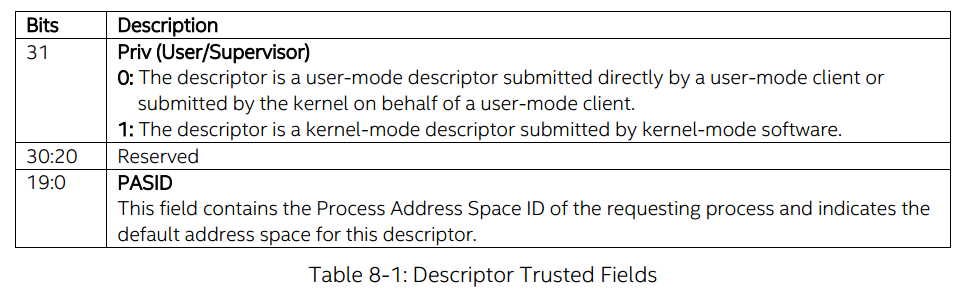 Bits Description
31 Priv (User/Supervisor)
0: The descriptor is a user-mode descriptor submitted directly by a user-mode client or
submitted by the kernel on behalf of a user-mode client.
1: The descriptor is a kernel-mode descriptor submitted by kernel-mode software.
30:20 Reserved
19:0 PASID
This field contains the Process Address Space ID of the requesting process and indicates the
default address space for this descriptor.
Table 8-1: Descriptor Trusted Fields